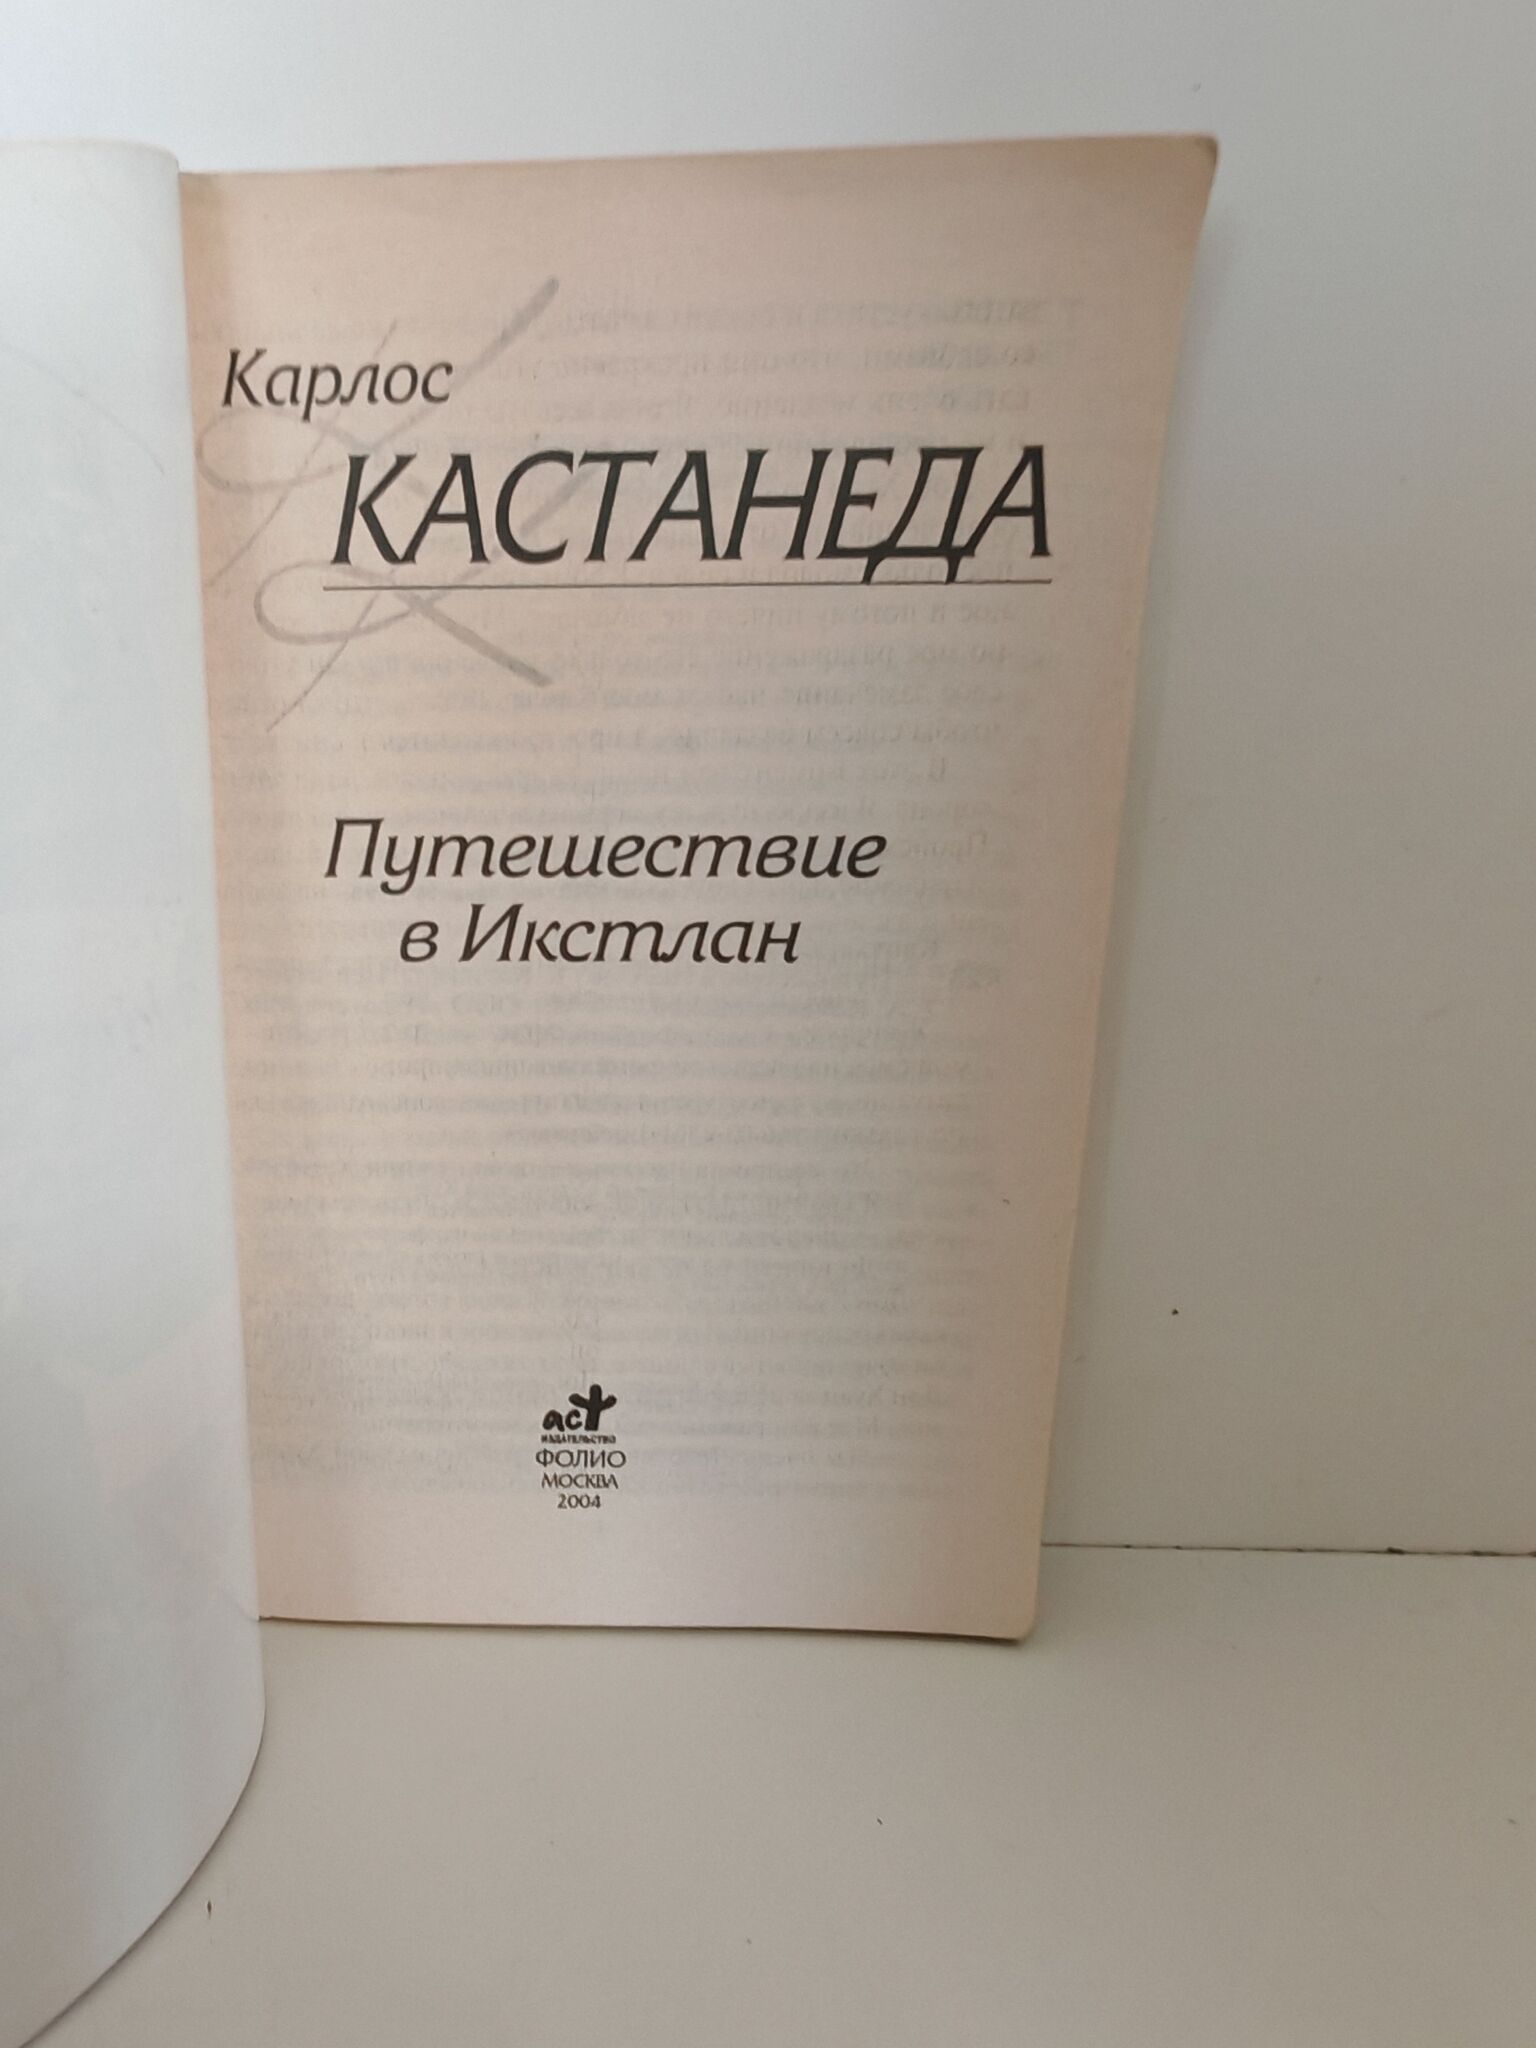 Карлос
КАСТАНЕДА
Путешествие
в Икстлан
аст
ИЗДАТЕЛЬСТВО
ФОЛИО
МОСКВА
2004